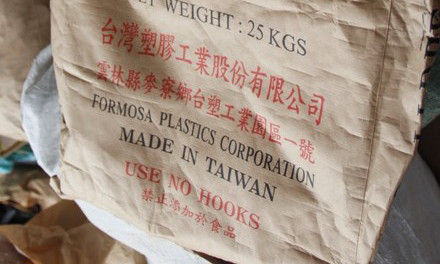 NET WEIGHT : 25 KGS
台灣塑膠工業股份有限公司
雲林縣麥寮鄉台塑工業園區一號
FORMOSA PLASTICS CORPORATION
MADE IN TAIWAN
USE NO HOOKS
禁止添加於食品